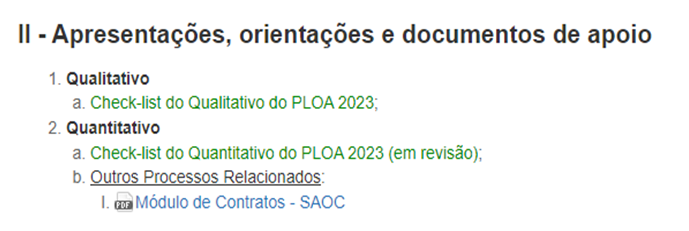 II - Apresentações, orientações e documentos de apoio
1. Qualitativo
a. Check-list do Qualitativo do PLOA 2023;
2. Quantitativo
a. Check-list do Quantitativo do PLOA 2023 (em revisão);
b. Outros Processos Relacionados:
I. PDF Módulo de Contratos - SAOC